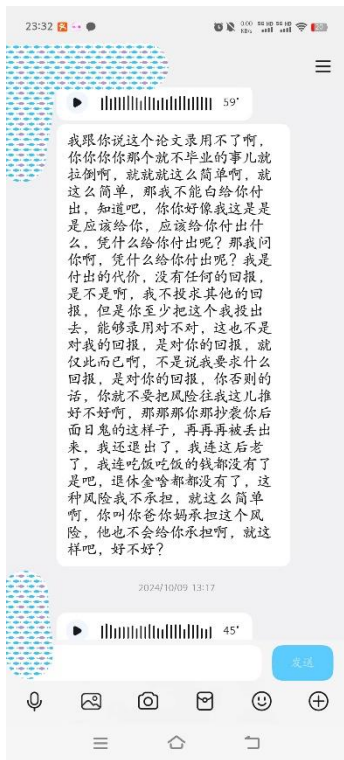 23:32
0.00
KB/s
59"
我跟你说这个论文录用不了啊,
你你你你那个就不毕业的事儿就
拉倒啊,就就就这么简单啊,就
这么简单,那我不能白给你付
出,知道吧,你你好像我这是是
是应该给你,应该给你付出什
么,凭什么给你付出呢?那我问
你啊,凭什么给你付出呢?我是
付出的代价,没有任何的回报,
是不是啊,我不投求其他的回
报,但是你至少把这个我投出
去,能够录用对不对,这也不是
对我的回报,是对你的回报,就
仅此而已啊,不是说我要求什么
回报,是对你的回报,你否则的
话,你就不要把风险往我这儿推
好不好啊,那那那你那抄袭你后
面日鬼的这样子,再再再被丢出
来,我还退出了,我连这后老
了,我连吃饭吃饭的钱都没有了
是吧,退休金啥都都没有了,这
种风险我不承担,就这么简单
啊,你叫你爸你妈承担这个风
险,他也不会给你承担啊,就这
样吧,好不好?
2024/10/09 13:17
45"
发送